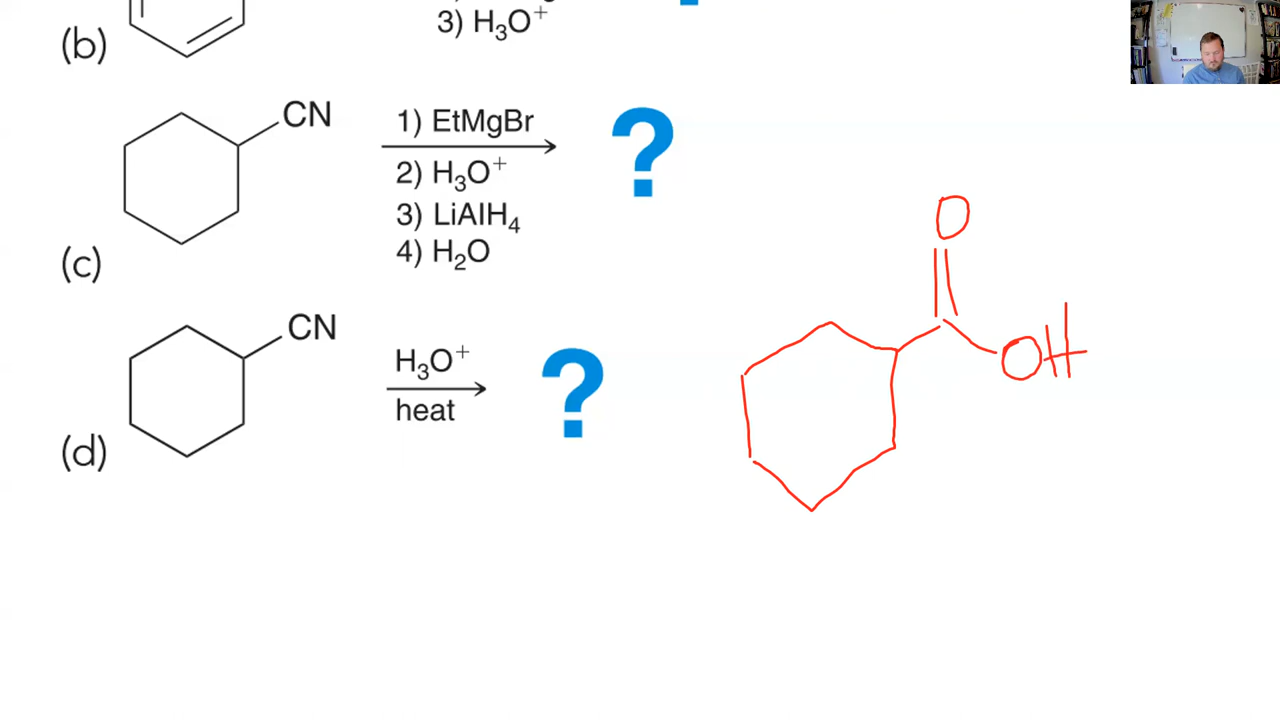 (b)
3) H₃O⁺
CN
1) EtMgBr
2) H₃O⁺
3) LiAlH₄
4) H₂O
?
(c)
O
OH
CN
H₃O⁺
heat
?
(d)